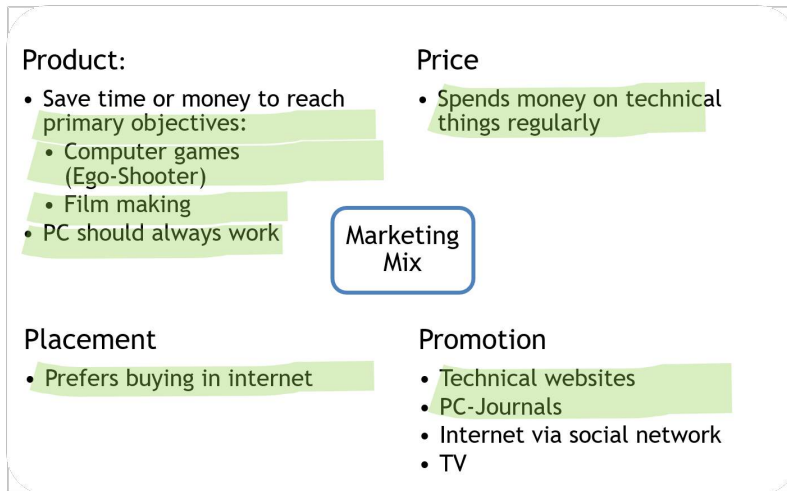 Product:
• Save time or money to reach
primary objectives:
• Computer games
(Ego-Shooter)
• Film making
• PC should always work
Price
• Spends money on technical
things regularly
Marketing
Mix
Placement
• Prefers buying in internet
Promotion
• Technical websites
• PC-Journals
• Internet via social network
• TV